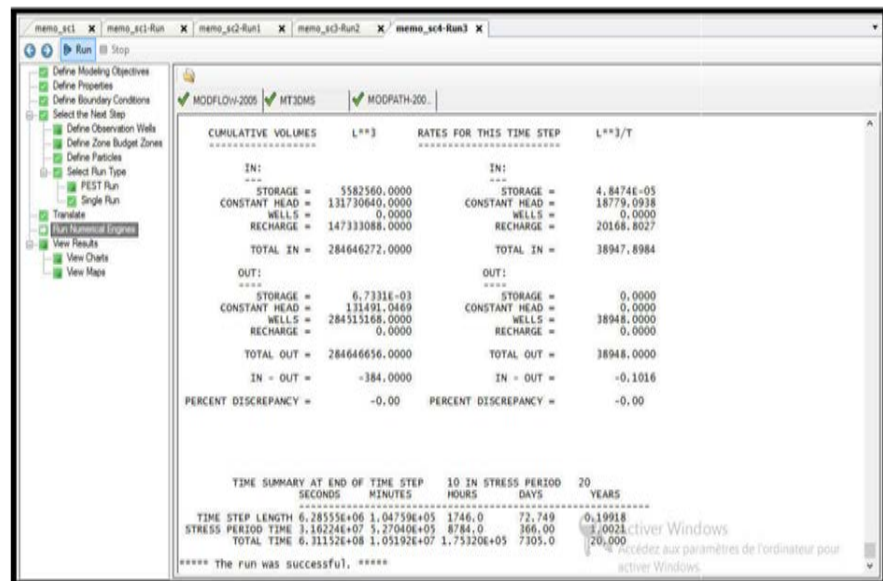 memo_sc1 x memo_sc1-Run x memo_sc2-Run1 x memo_sc3-Run2 x memo_sc4-Run3 x
Run Stop
Define Modeling Objectives
Define Properties
Define Boundary Conditions
Select the Next Step
Define Observation Wells
Define Zone Budget Zones
Define Particles
Select Run Type
PEST Run
Single Run
Translate
Run Numerical Engines
View Results
View Charts
View Maps
MODFLOW-2005 MT3DMS MODPATH-200..
CUMULATIVE VOLUMES L**3 RATES FOR THIS TIME STEP L**3/T
------------------ ------------------------
IN: IN:
--- ---
STORAGE = 5582560.0000 STORAGE = 4.8474E-05
CONSTANT HEAD = 131730640.0000 CONSTANT HEAD = 18779.0938
WELLS = 0.0000 WELLS = 0.0000
RECHARGE = 147333088.0000 RECHARGE = 20168.8027
TOTAL IN = 284646272.0000 TOTAL IN = 38947.8984
OUT: OUT:
---- ----
STORAGE = 6.7331E-03 STORAGE = 0.0000
CONSTANT HEAD = 131491.0469 CONSTANT HEAD = 0.0000
WELLS = 284515168.0000 WELLS = 38948.0000
RECHARGE = 0.0000 RECHARGE = 0.0000
TOTAL OUT = 284646656.0000 TOTAL OUT = 38948.0000
IN - OUT = -384.0000 IN - OUT = -0.1016
PERCENT DISCREPANCY = -0.00 PERCENT DISCREPANCY = -0.00
TIME SUMMARY AT END OF TIME STEP 10 IN STRESS PERIOD 20
SECONDS MINUTES HOURS DAYS YEARS
-----------------------------------------------------------
TIME STEP LENGTH 6.28555E+06 1.04759E+05 1746.0 72.749 0.19918
STRESS PERIOD TIME 3.16224E+07 5.27040E+05 8784.0 366.00 1.0021
TOTAL TIME 6.31152E+08 1.05192E+07 1.75320E+05 7305.0 20.000
***** The run was successful. *****
Activer Windows
Accédez aux paramètres de l'ordinateur pour
activer Windows.